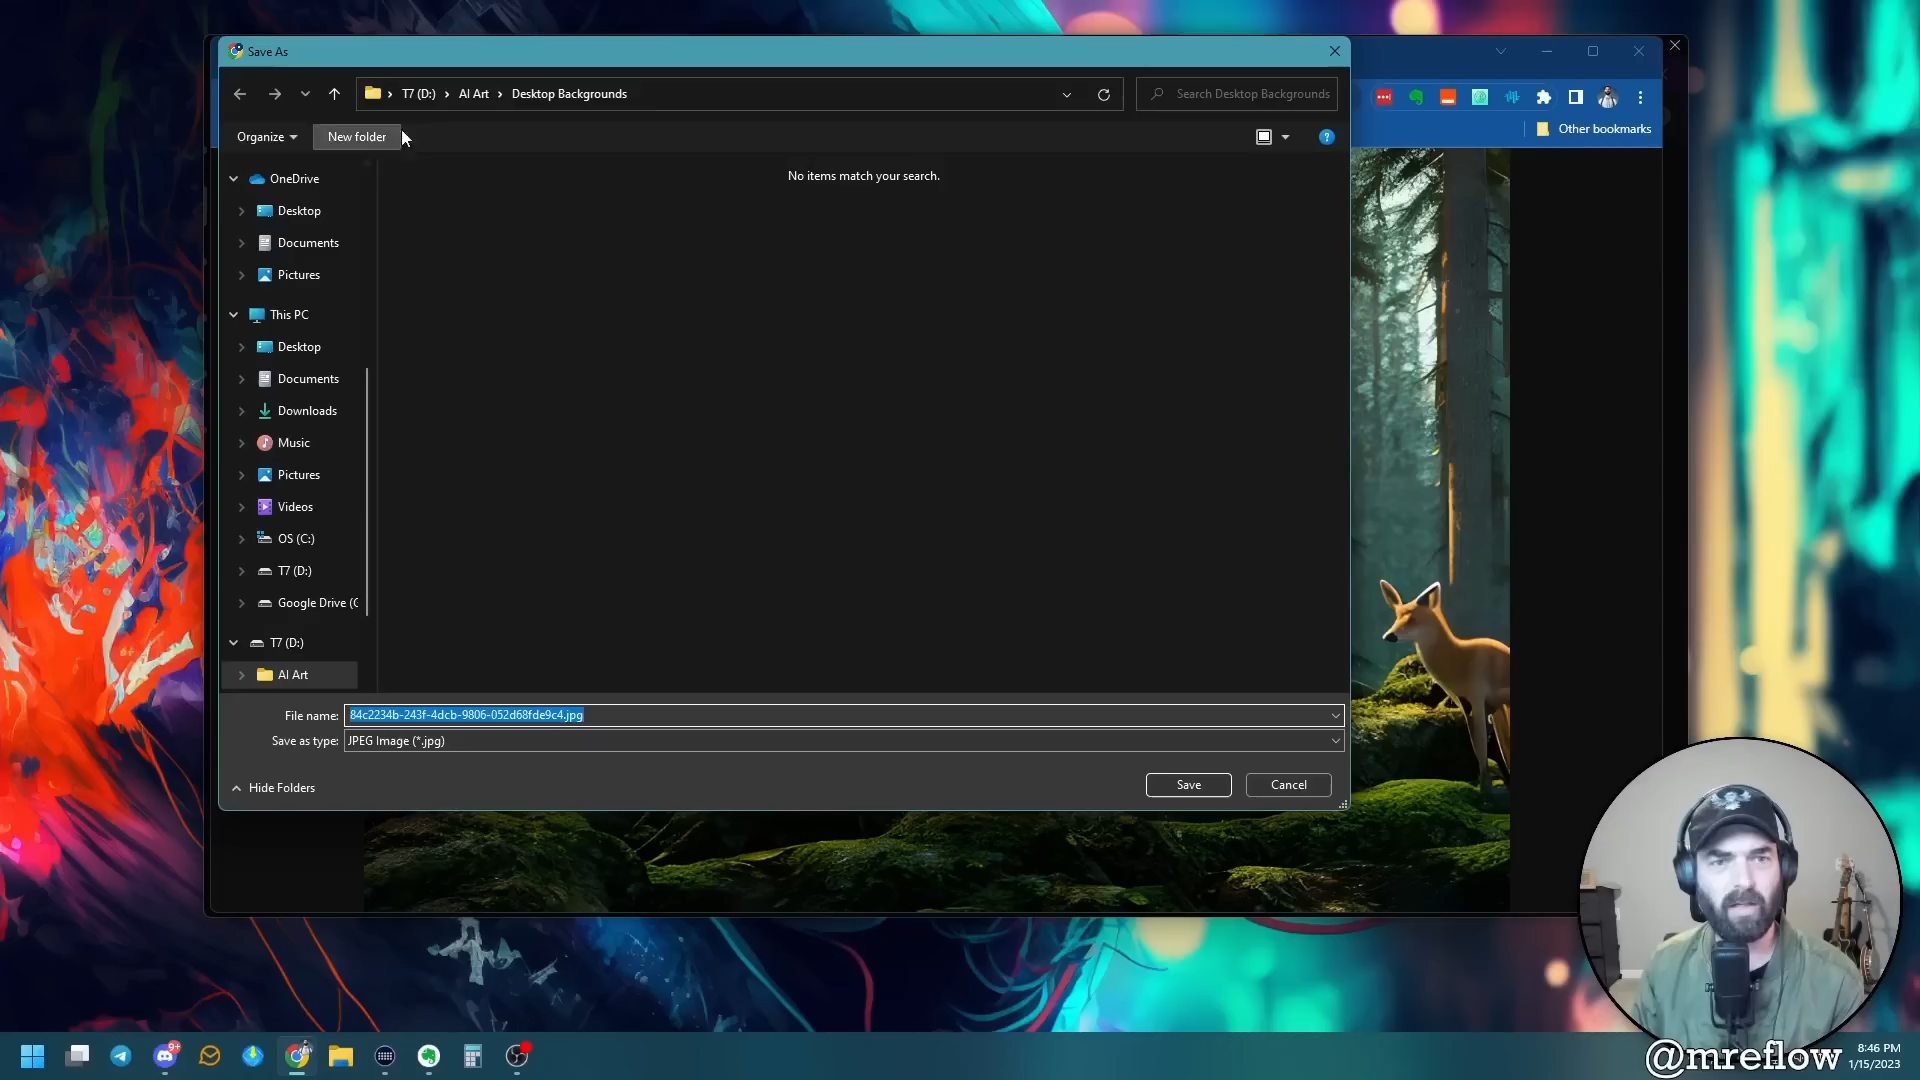 Save As
T7 (D:) AI Art Desktop Backgrounds
Search Desktop Backgrounds
Other bookmarks
Organize New folder
No items match your search.
OneDrive
Desktop
Documents
Pictures
This PC
Desktop
Documents
Downloads
Music
Pictures
Videos
OS (C:)
T7 (D:)
Google Drive (
T7 (D:)
AI Art
File name: 84c2234b-243f-4dcb-9806-052d68fde9c4.jpg
Save as type: JPEG Image (*.jpg)
Hide Folders
Save
Cancel
9+
@mreflow
8:46 PM
1/15/2023